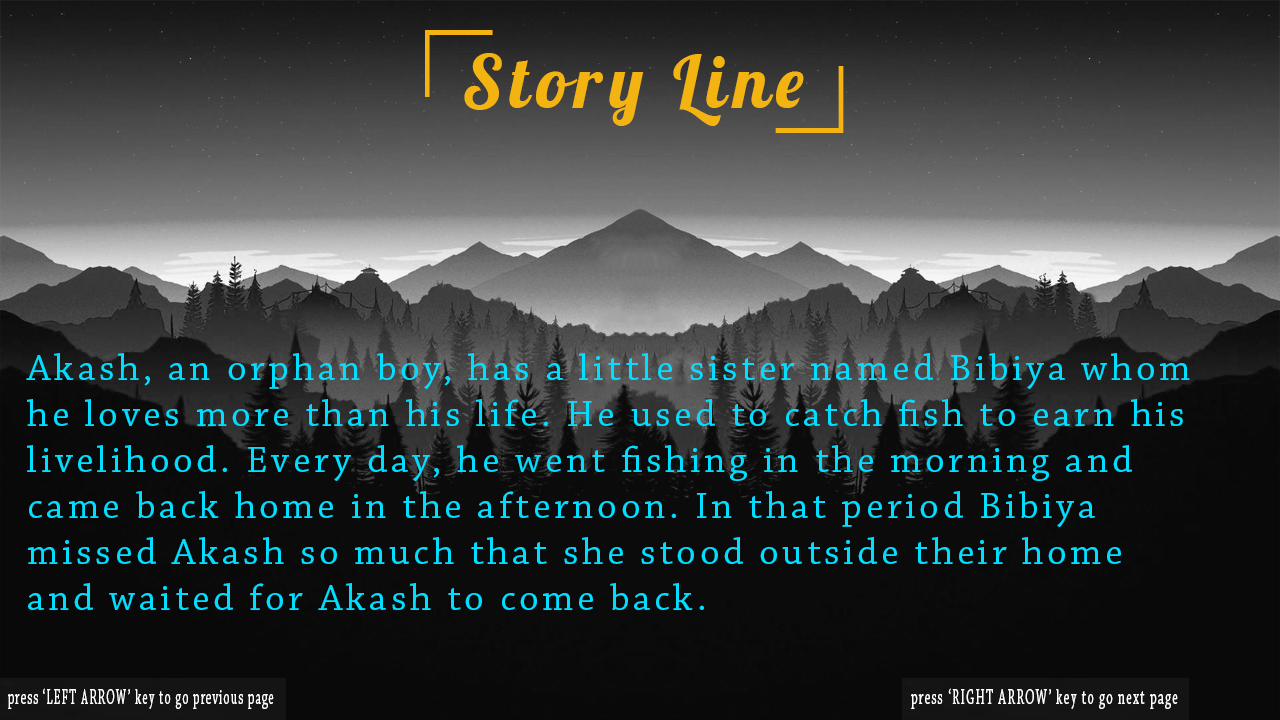 Story Line
Akash, an orphan boy, has a little sister named Bibiya whom
he loves more than his life. He used to catch fish to earn his
livelihood. Every day, he went fishing in the morning and
came back home in the afternoon. In that period Bibiya
missed Akash so much that she stood outside their home
and waited for Akash to come back.
press ‘LEFT ARROW’ key to go previous page
press ‘RIGHT ARROW’ key to go next page